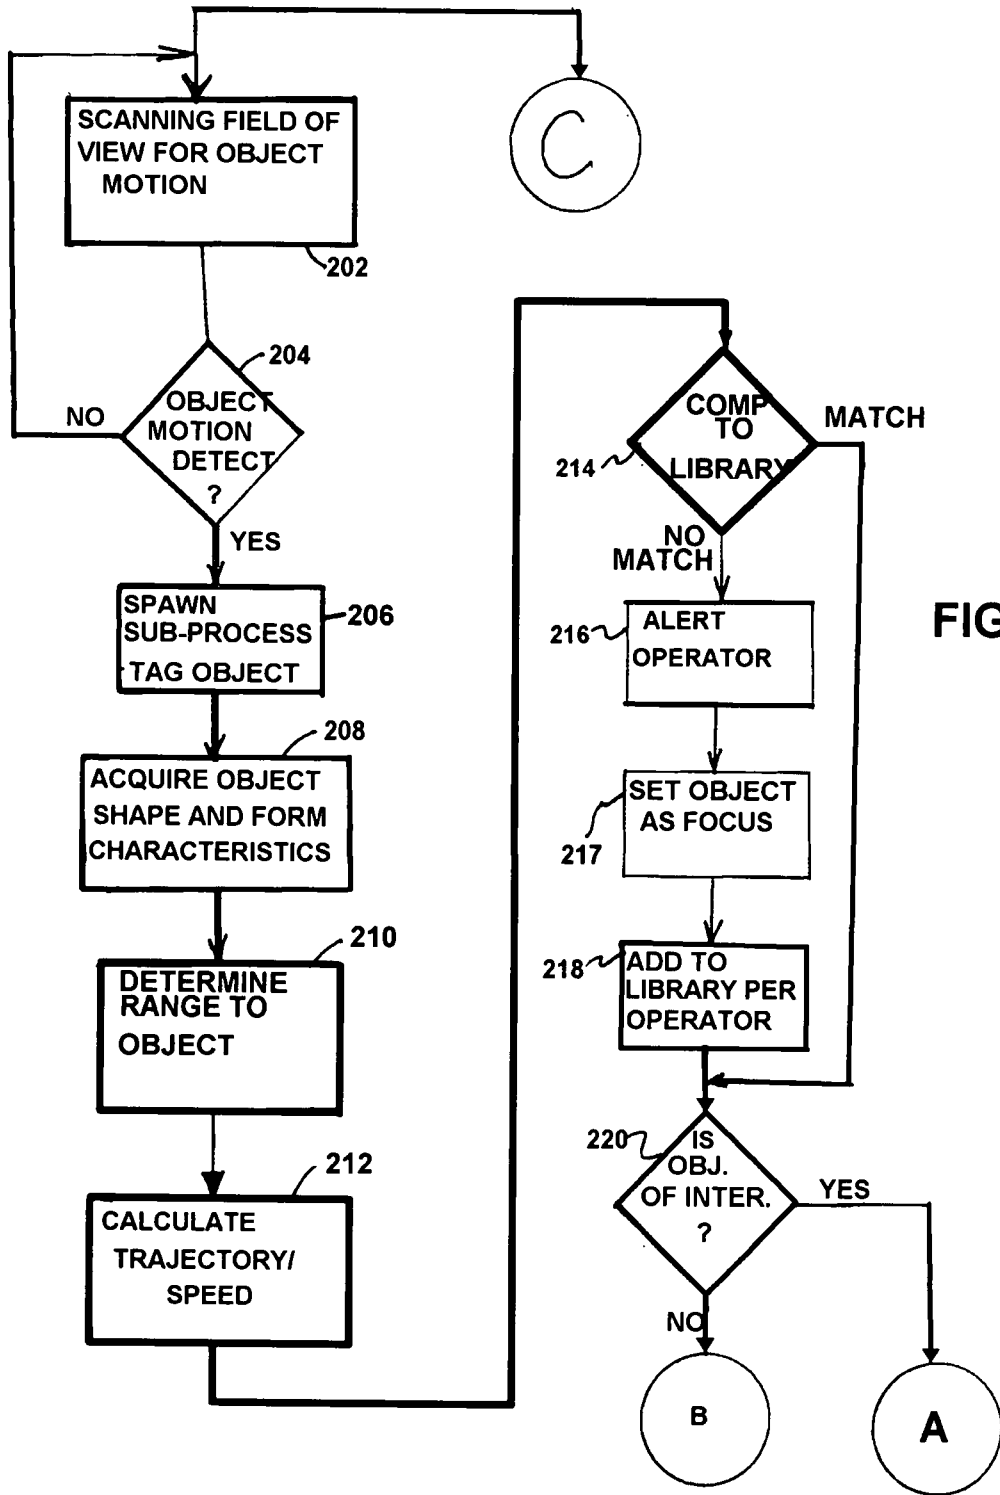 C
SCANNING FIELD OF
VIEW FOR OBJECT
MOTION
202
204
OBJECT
MOTION
DETECT
?
NO
YES
SPAWN
SUB-PROCESS
TAG OBJECT
206
208
ACQUIRE OBJECT
SHAPE AND FORM
CHARACTERISTICS
210
DETERMINE
RANGE TO
OBJECT
212
CALCULATE
TRAJECTORY/
SPEED
COMP
TO
LIBRARY
214
MATCH
NO
MATCH
216
ALERT
OPERATOR
SET OBJECT
AS FOCUS
217
218
ADD TO
LIBRARY PER
OPERATOR
220
IS
OBJ.
OF INTER.
?
YES
NO
B
A
FIG